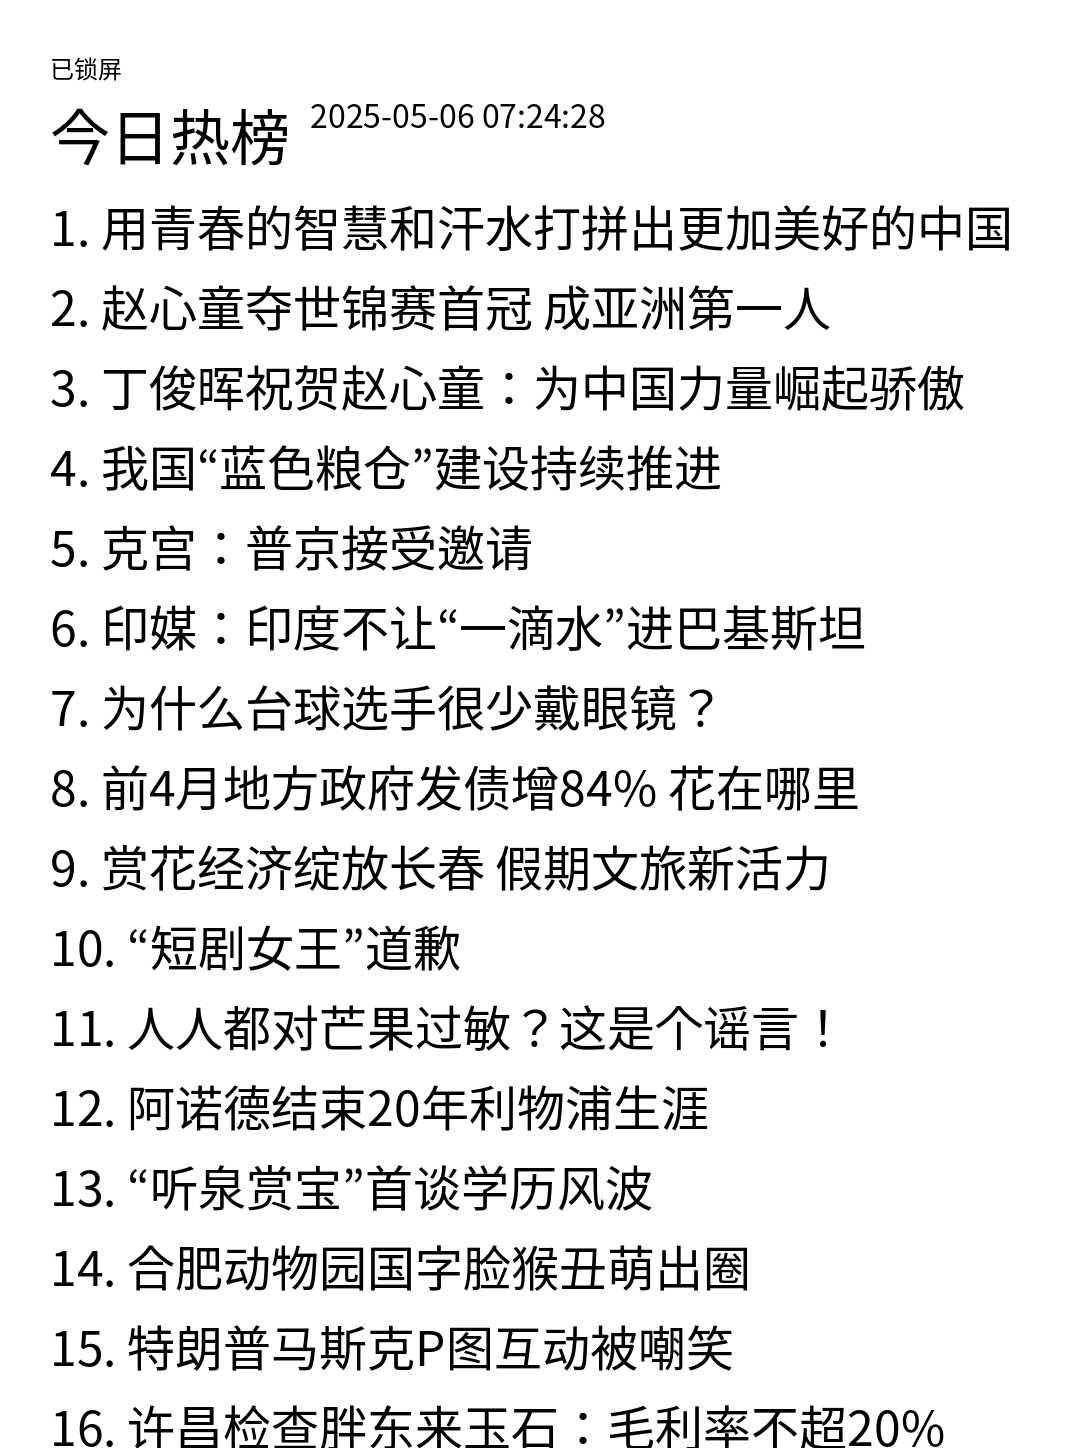 已锁屏
今日热榜 2025-05-06 07:24:28
1. 用青春的智慧和汗水打拼出更加美好的中国
2. 赵心童夺世锦赛首冠 成亚洲第一人
3. 丁俊晖祝贺赵心童：为中国力量崛起骄傲
4. 我国“蓝色粮仓”建设持续推进
5. 克宫：普京接受邀请
6. 印媒：印度不让“一滴水”进巴基斯坦
7. 为什么台球选手很少戴眼镜？
8. 前4月地方政府发债增84% 花在哪里
9. 赏花经济绽放长春 假期文旅新活力
10. “短剧女王”道歉
11. 人人都对芒果过敏？这是个谣言！
12. 阿诺德结束20年利物浦生涯
13. “听泉赏宝”首谈学历风波
14. 合肥动物园国字脸猴丑萌出圈
15. 特朗普马斯克P图互动被嘲笑
16. 许昌检查胖东来玉石：毛利率不超20%